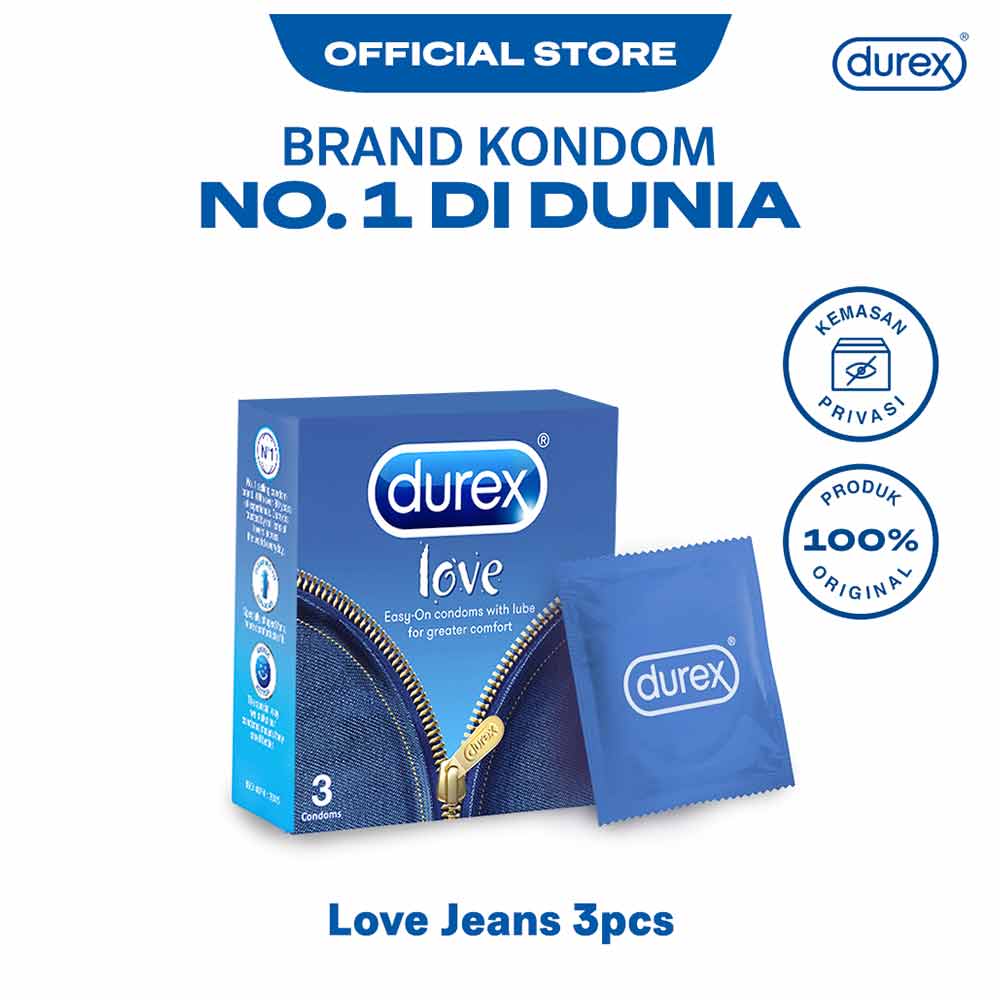 OFFICIAL STORE
durex®
BRAND KONDOM
NO. 1 DI DUNIA
KEMASAN
PRIVASI
PRODUK
100%
ORIGINAL
N°1
durex®
love
Easy-On condoms with lube
for greater comfort
durex
3
Condoms
durex®
Love Jeans 3pcs